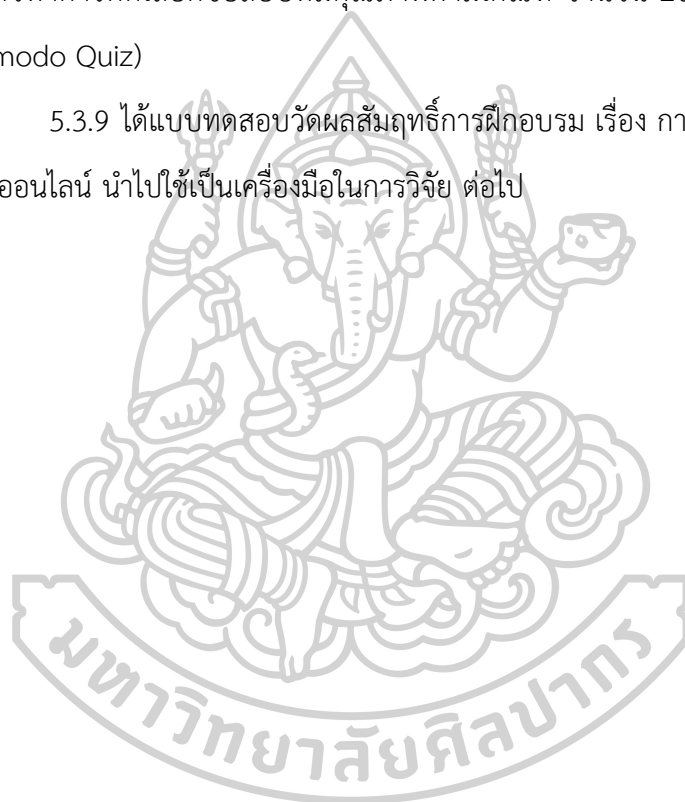 modo Quiz)
5.3.9 ได้แบบทดสอบวัดผลสัมฤทธิ์การฝึกอบรม เรื่อง กา
ออนไลน์ นำไปใช้เป็นเครื่องมือในการวิจัย ต่อไป
มหาวิทยาลัยศิลปากร